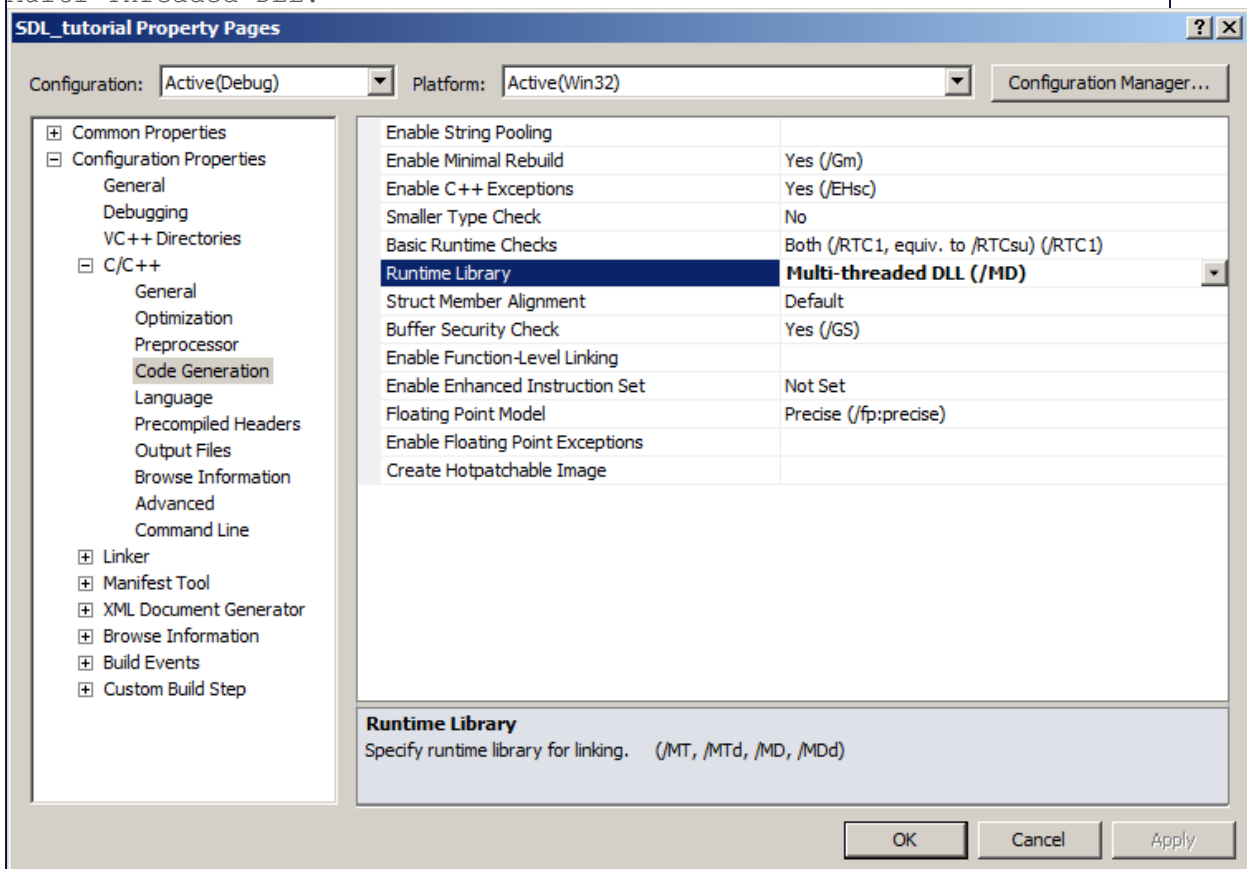 SDL_tutorial Property Pages
Configuration: Active(Debug) Platform: Active(Win32) Configuration Manager...
Common Properties
Configuration Properties
General
Debugging
VC++ Directories
C/C++
General
Optimization
Preprocessor
Code Generation
Language
Precompiled Headers
Output Files
Browse Information
Advanced
Command Line
Linker
Manifest Tool
XML Document Generator
Browse Information
Build Events
Custom Build Step
Enable String Pooling
Enable Minimal Rebuild Yes (/Gm)
Enable C++ Exceptions Yes (/EHsc)
Smaller Type Check No
Basic Runtime Checks Both (/RTC1, equiv. to /RTCsu) (/RTC1)
Runtime Library Multi-threaded DLL (/MD)
Struct Member Alignment Default
Buffer Security Check Yes (/GS)
Enable Function-Level Linking
Enable Enhanced Instruction Set Not Set
Floating Point Model Precise (/fp:precise)
Enable Floating Point Exceptions
Create Hotpatchable Image
Runtime Library
Specify runtime library for linking. (/MT, /MTd, /MD, /MDd)
OK Cancel Apply